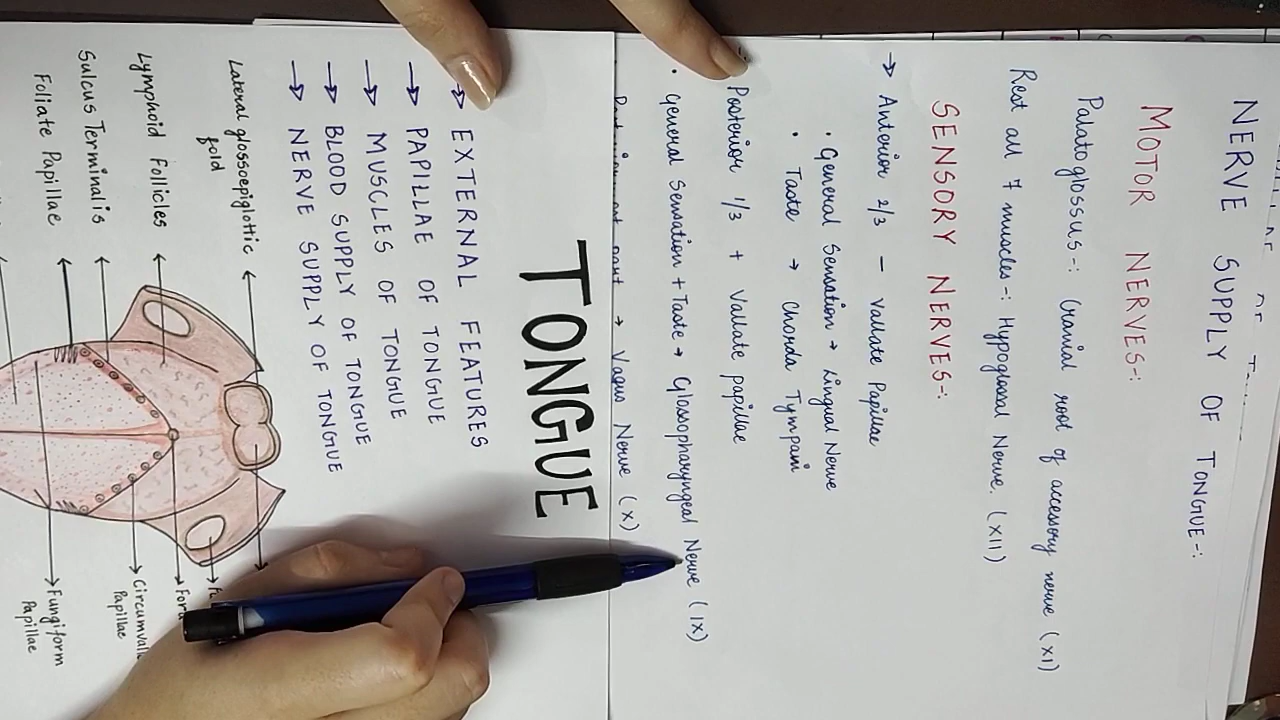 NERVE SUPPLY OF TONGUE-:
MOTOR NERVES-:
Palatoglossus-: Cranial root of accessory nerve (XI)
Rest all 7 muscles-: Hypoglossal Nerve. (XII)
SENSORY NERVES-:
→ Anterior 2/3 – Vallate Papillae
• General Sensation → Lingual Nerve
• Taste → Chorda Tympani
Posterior 1/3 + Vallate papillae
• general Sensation + Taste → Glossopharyngeal Nerve (IX)
part → Vagus Nerve (X)
TONGUE
→ EXTERNAL FEATURES
→ PAPILLAE OF TONGUE
→ MUSCLES OF TONGUE
→ BLOOD SUPPLY OF TONGUE
→ NERVE SUPPLY OF TONGUE
Lateral glossoepiglottic
fold
Lymphoid Follicles
Sulcus Terminalis
Foliate Papillae
Papillae
Fungiform
Papillae